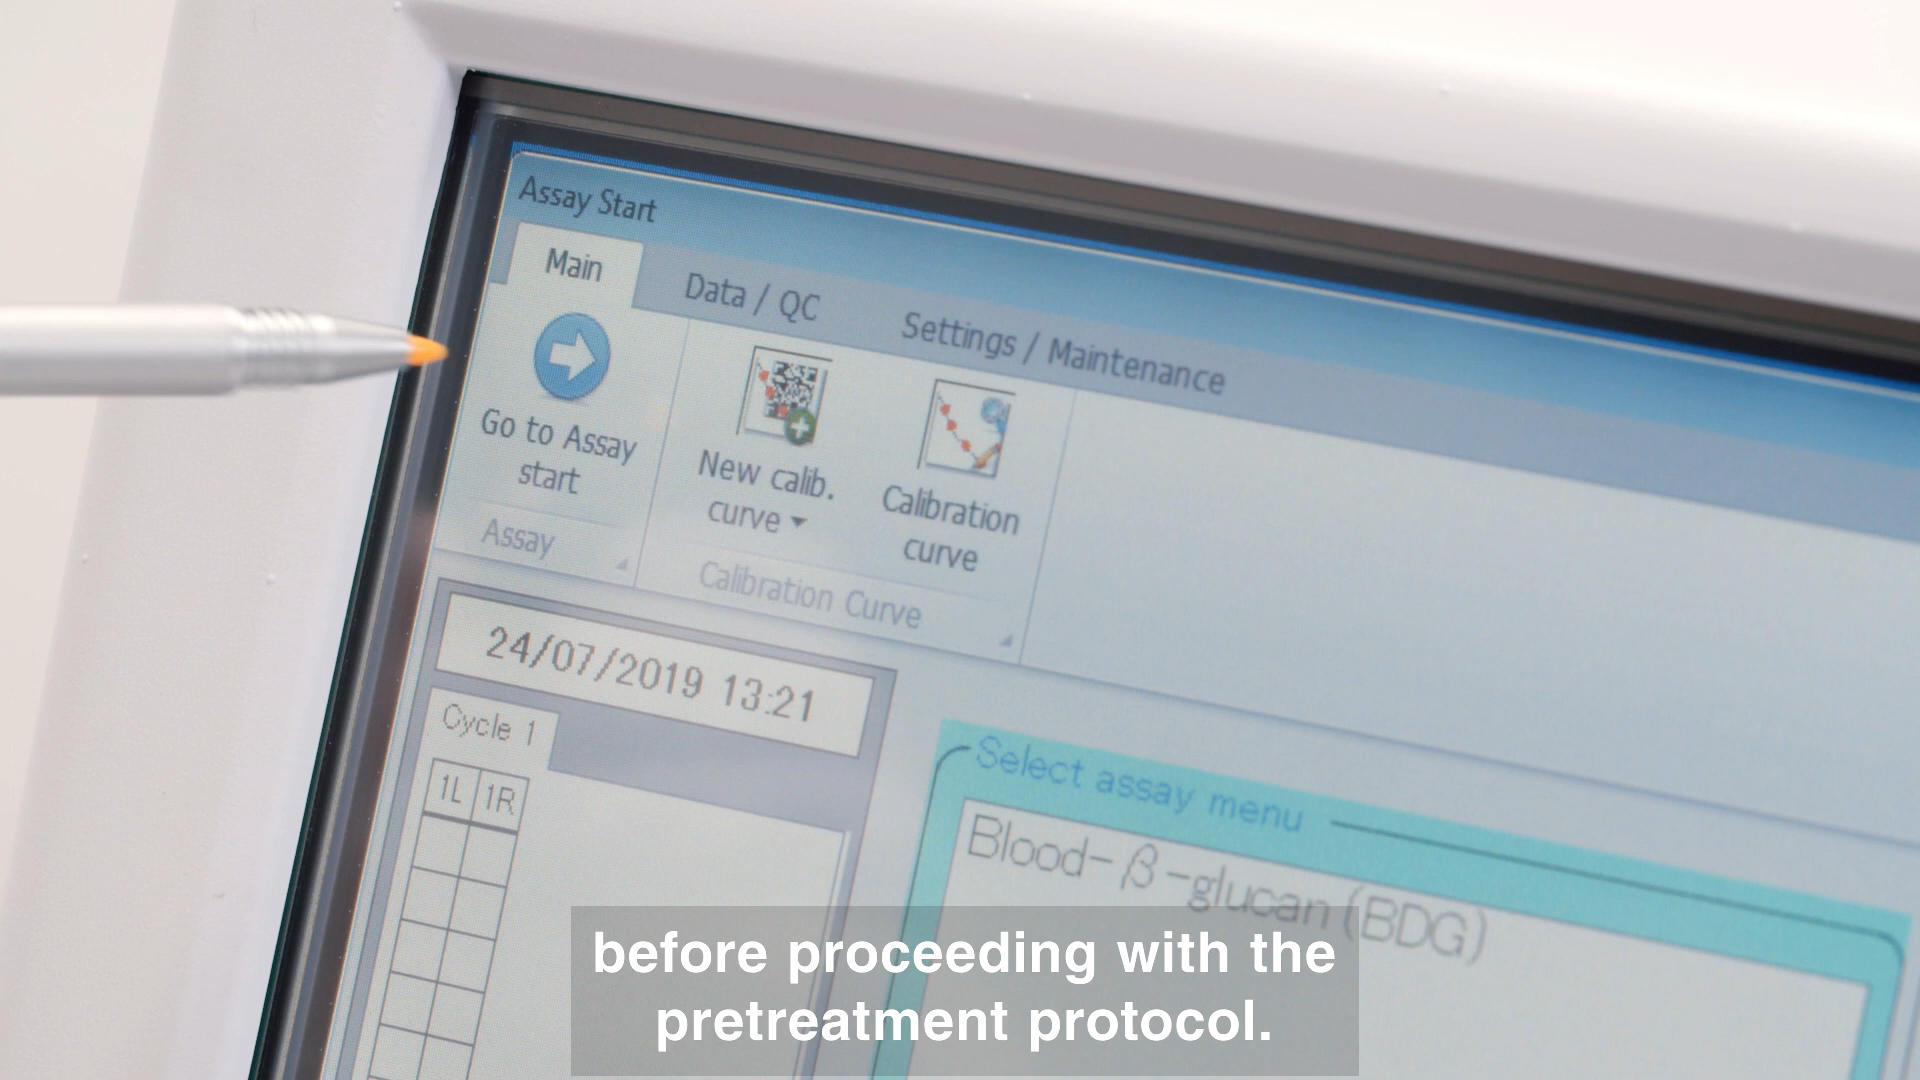 Assay Start
Main
Data / QC
Settings / Maintenance
Go to Assay
start
New calib.
curve
Calibration
curve
Assay
Calibration Curve
24/07/2019 13:21
Cycle 1
1L 1R
Select assay menu
Blood-β-glucan(BDG)
before proceeding with the
pretreatment protocol.